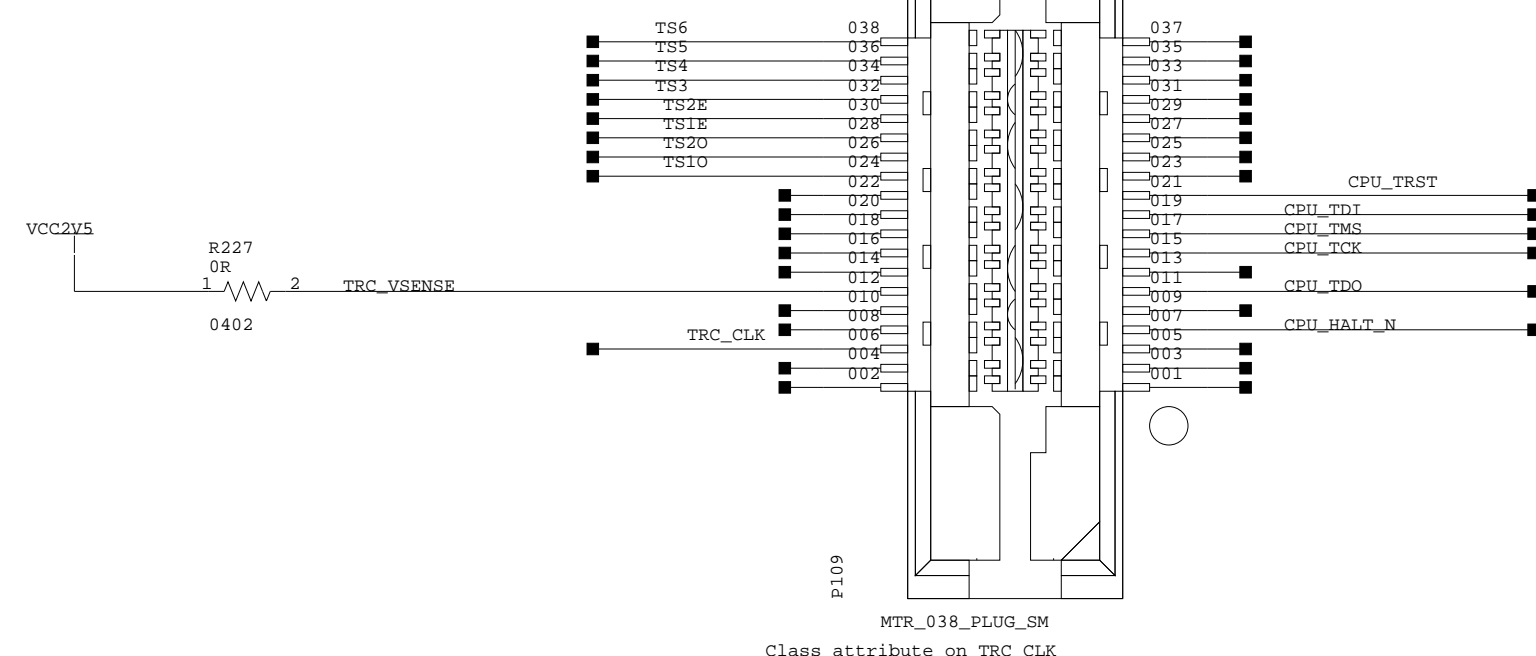 TS6 038 037
TS5 036 035
TS4 034 033
TS3 032 031
TS2E 030 029
TS1E 028 027
TS2O 026 025
TS1O 024 023
022 021 CPU_TRST
020 019
018 017 CPU_TDI
VCC2V5 016 015 CPU_TMS
R227 014 013 CPU_TCK
0R
1 2 TRC_VSENSE 012 011 CPU_TDO
010 009
0402 008 007 CPU_HALT_N
TRC_CLK 006 005
004 003
002 001
P109
MTR_038_PLUG_SM
Class attribute on TRC_CLK